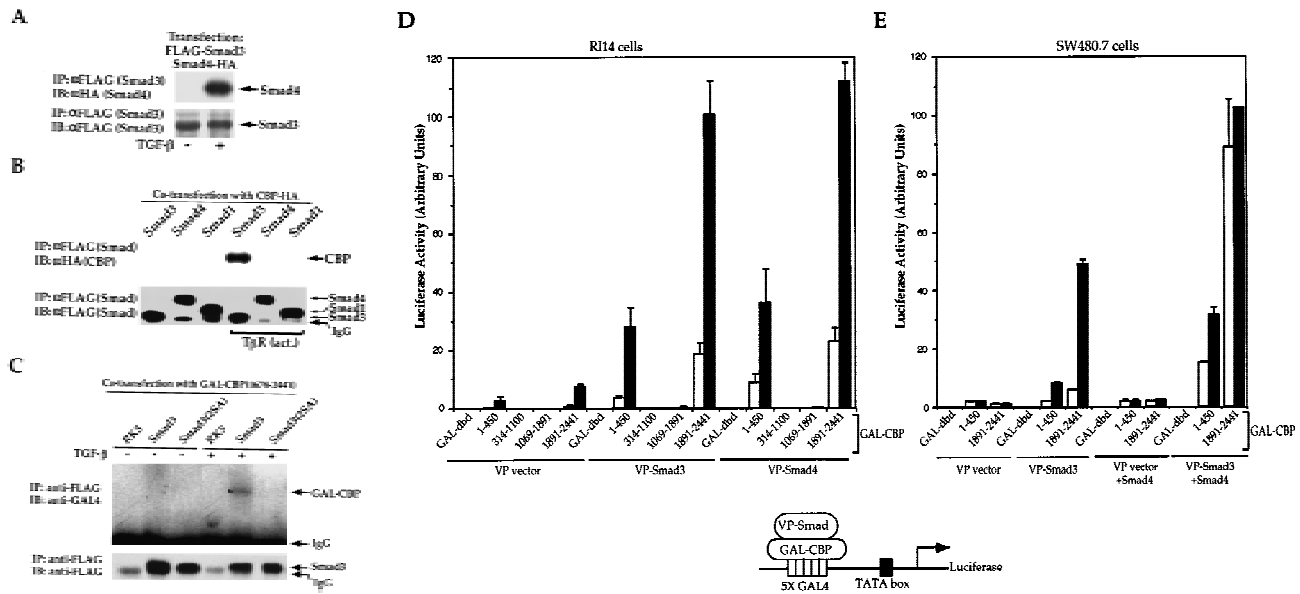 A
Transfection:
FLAG-Smad3
Smad4-HA
IP: αFLAG (Smad3)
IB: αHA (Smad4)
Smad4
IP: αFLAG (Smad3)
IB: αFLAG (Smad3)
Smad3
TGF-β - +
B
Co-transfection with CBP-HA
Smad3 Smad4 Smad1 Smad3 Smad4 Smad1
IP: αFLAG (Smad)
IB: αHA (CBP)
CBP
IP: αFLAG (Smad)
IB: αFLAG (Smad)
Smad4
IgG
TβR (act.)
C
Co-transfection with GAL-CBP(1678-2441)
RK5 Smad3 Smad3(2SA) RK5 Smad3 Smad3(2SA)
TGF-β - - - + + +
IP: anti-FLAG
IB: anti-GAL4
GAL-CBP
IgG
IP: anti-FLAG
IB: anti-FLAG
Smad3
IgG
D
RI14 cells
Luciferase Activity (Arbitrary Units)
120
100
80
60
40
20
0
GAL-dbd 1-450 314-1100 1069-1891 1891-2441 GAL-dbd 1-450 314-1100 1069-1891 1891-2441 GAL-dbd 1-450 314-1100 1069-1891 1891-2441
GAL-CBP
VP vector VP-Smad3 VP-Smad4
E
SW480.7 cells
Luciferase Activity (Arbitrary Units)
120
100
80
60
40
20
0
GAL-dbd 1-450 1891-2441 GAL-dbd 1-450 1891-2441 GAL-dbd 1-450 1891-2441 GAL-dbd 1-450 1891-2441
GAL-CBP
VP vector VP-Smad3 VP vector +Smad4 VP-Smad3 +Smad4
VP-Smad
GAL-CBP
5X GAL4
TATA box
Luciferase